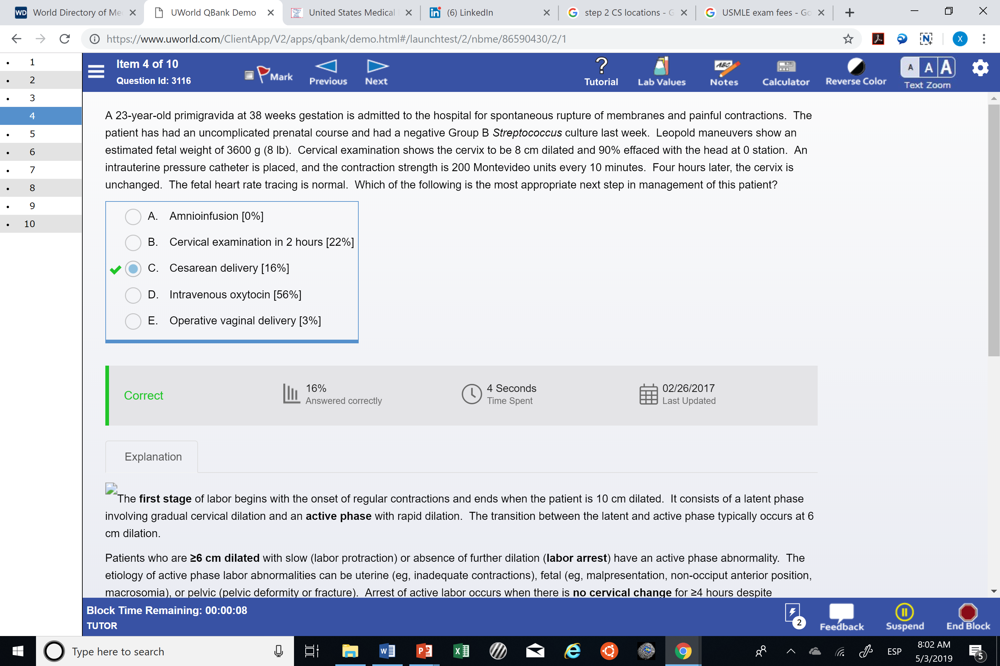 WD World Directory of Me
UWorld QBank Demo
United States Medical
in (6) LinkedIn
G step 2 CS locations - G
G USMLE exam fees - Go
https://www.uworld.com/ClientApp/V2/apps/qbank/demo.html#/launchtest/2/nbme/86590430/2/1
N
X
1
2
3
4
5
6
7
8
9
10
Item 4 of 10
Question Id: 3116
Mark
Previous
Next
? Tutorial
Lab Values
ABC Notes
Calculator
Reverse Color
A A A
Text Zoom
A 23-year-old primigravida at 38 weeks gestation is admitted to the hospital for spontaneous rupture of membranes and painful contractions. The
patient has had an uncomplicated prenatal course and had a negative Group B Streptococcus culture last week. Leopold maneuvers show an
estimated fetal weight of 3600 g (8 lb). Cervical examination shows the cervix to be 8 cm dilated and 90% effaced with the head at 0 station. An
intrauterine pressure catheter is placed, and the contraction strength is 200 Montevideo units every 10 minutes. Four hours later, the cervix is
unchanged. The fetal heart rate tracing is normal. Which of the following is the most appropriate next step in management of this patient?
A. Amnioinfusion [0%]
B. Cervical examination in 2 hours [22%]
C. Cesarean delivery [16%]
D. Intravenous oxytocin [56%]
E. Operative vaginal delivery [3%]
Correct
16%
Answered correctly
4 Seconds
Time Spent
02/26/2017
Last Updated
Explanation
The first stage of labor begins with the onset of regular contractions and ends when the patient is 10 cm dilated. It consists of a latent phase
involving gradual cervical dilation and an active phase with rapid dilation. The transition between the latent and active phase typically occurs at 6
cm dilation.
Patients who are ≥6 cm dilated with slow (labor protraction) or absence of further dilation (labor arrest) have an active phase abnormality. The
etiology of active phase labor abnormalities can be uterine (eg, inadequate contractions), fetal (eg, malpresentation, non-occiput anterior position,
macrosomia), or pelvic (pelvic deformity or fracture). Arrest of active labor occurs when there is no cervical change for ≥4 hours despite
Block Time Remaining: 00:00:08
TUTOR
2
Feedback
Suspend
End Block
Type here to search
ESP
8:02 AM
5/3/2019
5